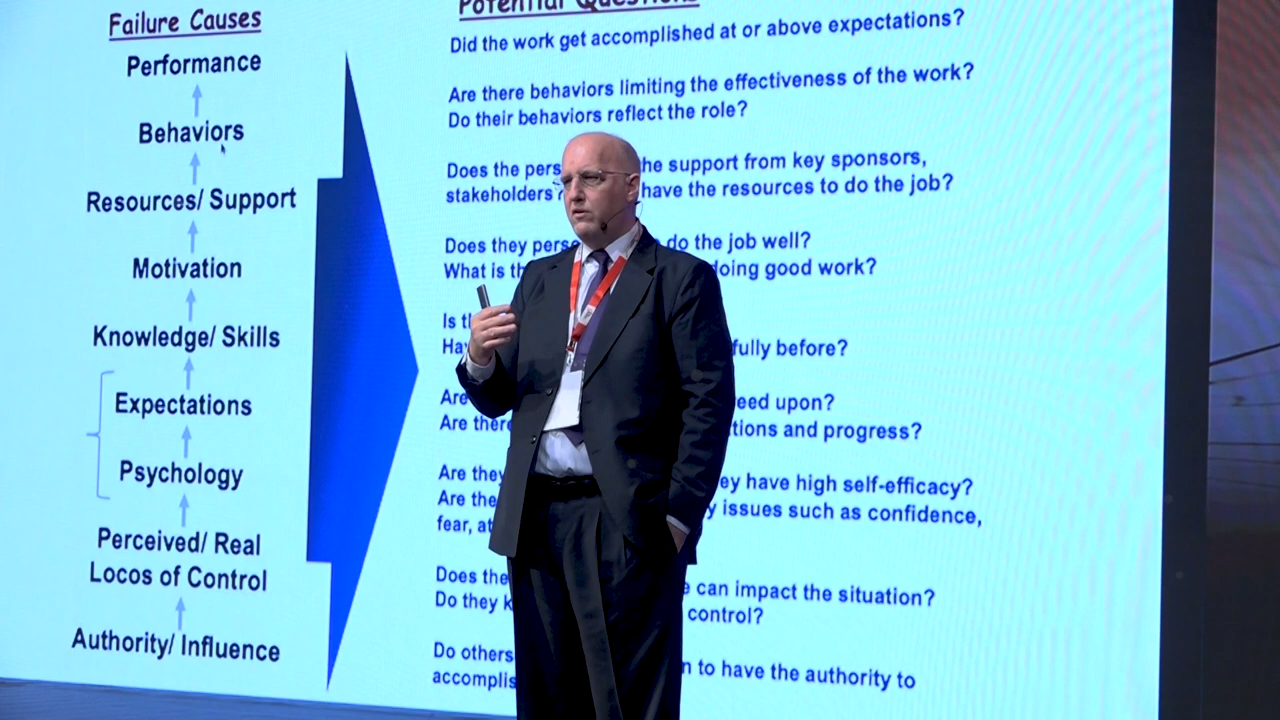 Failure Causes
Performance
Behaviors
Resources/ Support
Motivation
Knowledge/ Skills
Expectations
Psychology
Perceived/ Real
Locos of Control
Authority/ Influence
Potential Questions
Did the work get accomplished at or above expectations?
Are there behaviors limiting the effectiveness of the work?
Do their behaviors reflect the role?
Does the pers he support from key sponsors,
stakeholders have the resources to do the job?
Does they perso do the job well?
What is th doing good work?
Is t
Hav fully before?
Are eed upon?
Are there tions and progress?
Are they ey have high self-efficacy?
Are the y issues such as confidence,
fear, at
Does the e can impact the situation?
Do they k control?
Do others n to have the authority to
accomplis